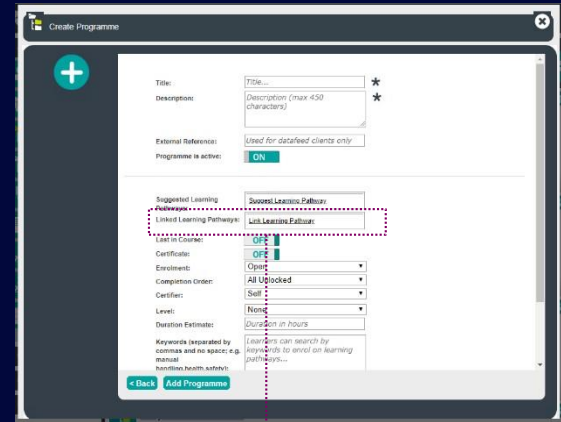 Create Programme
Title:
Title...
*
Description:
Description (max 450
characters)
*
External Reference:
Used for datafeed clients only
Programme is active:
ON
Suggested Learning
Pathways:
Suggest Learning Pathway
Linked Learning Pathways:
Link Learning Pathway
Last in Course:
OFF
Certificate:
OFF
Enrolment:
Open
Completion Order:
All Unlocked
Certifier:
Self
Level:
None
Duration Estimate:
Duration in hours
Keywords (separated by
commas and no space; e.g.
manual
handling,health safety):
Learners can search by
keywords to enrol on learning
pathways...
< Back
Add Programme